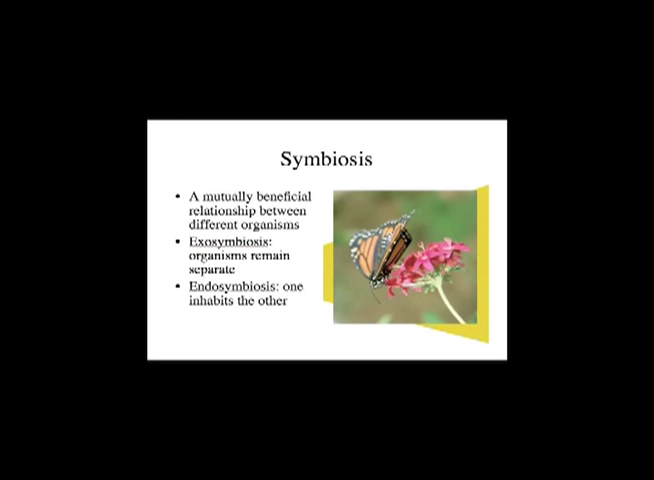 Symbiosis
• A mutually beneficial
relationship between
different organisms
• Exosymbiosis:
organisms remain
separate
• Endosymbiosis: one
inhabits the other